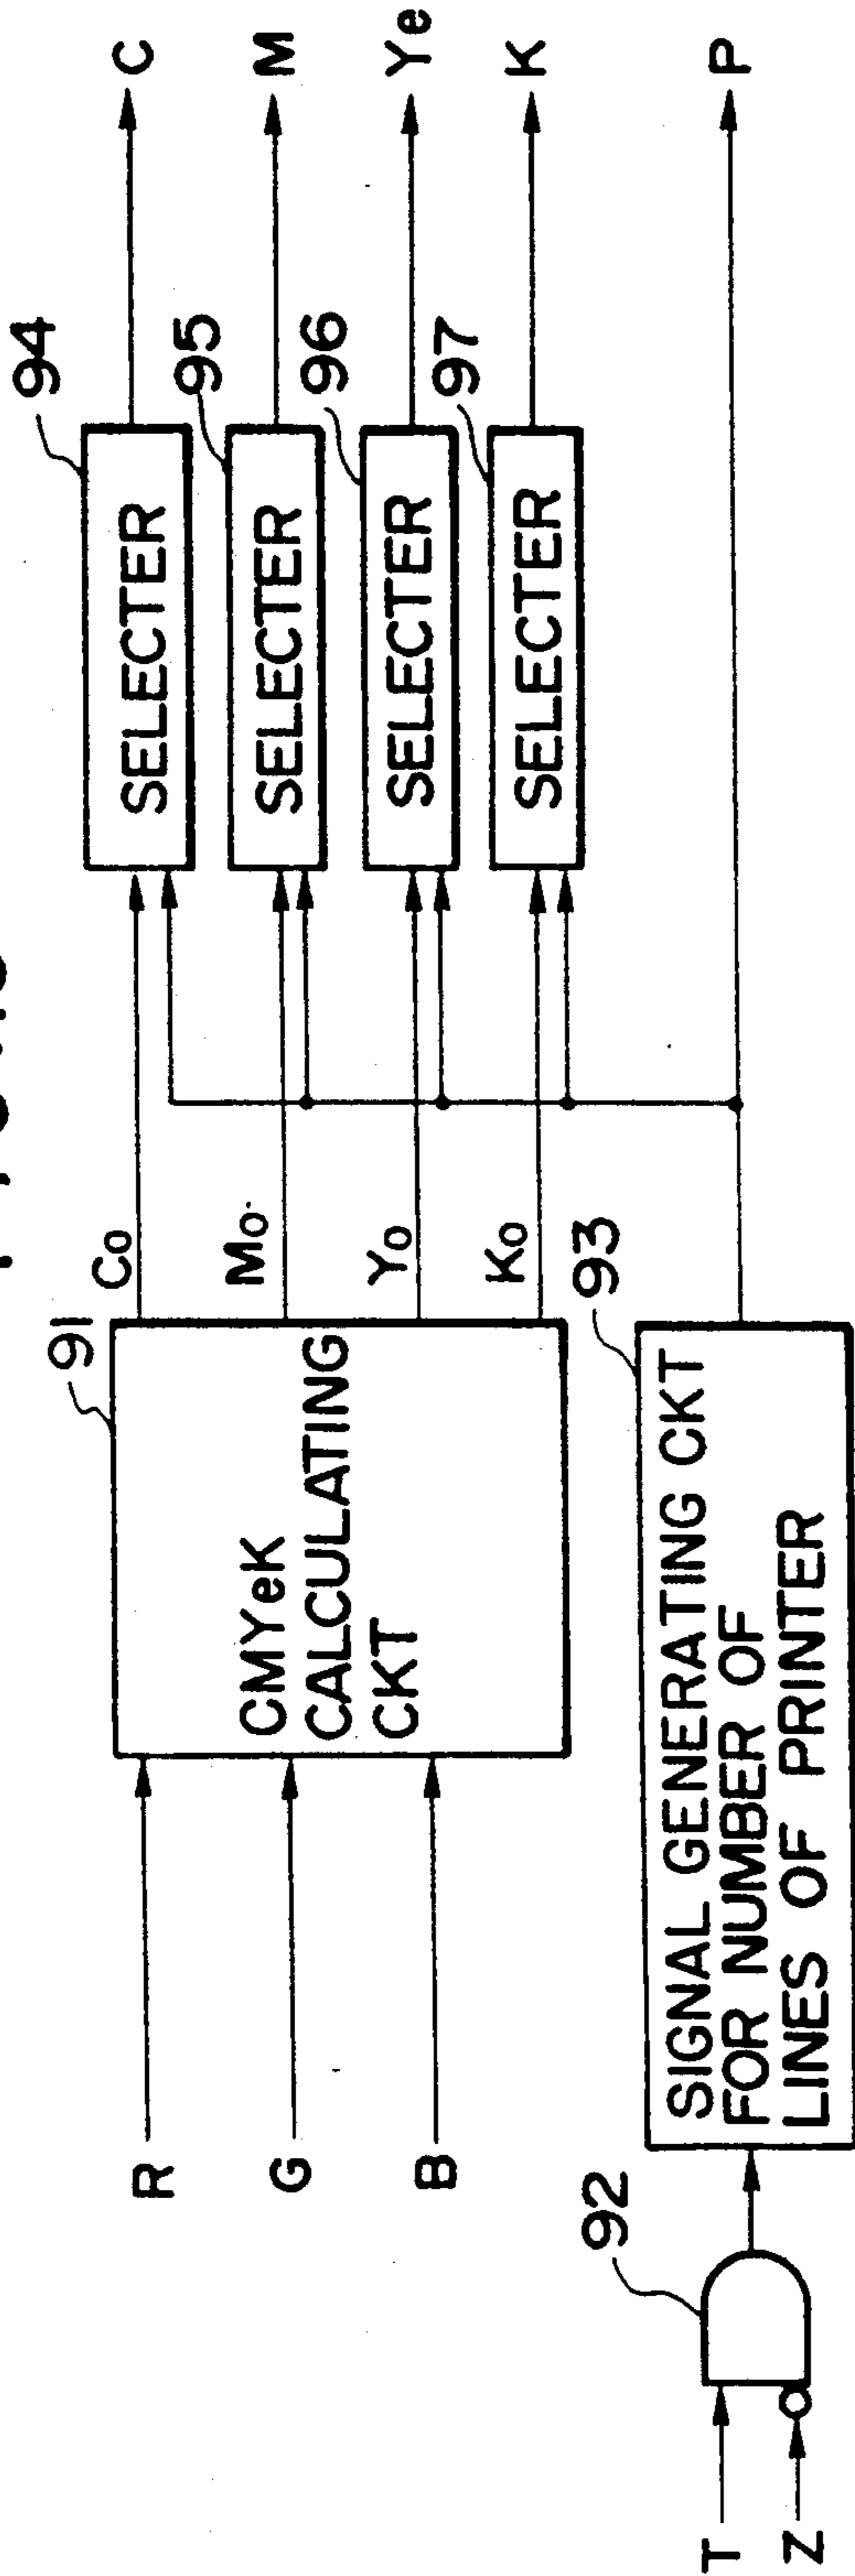 R
G
B
91
CMYeK
CALCULATING
CKT
Co
Mo
Yo
Ko
94
SELECTER
C
95
SELECTER
M
96
SELECTER
Ye
97
SELECTER
K
T
Z
92
93
SIGNAL GENERATING CKT
FOR NUMBER OF
LINES OF PRINTER
P